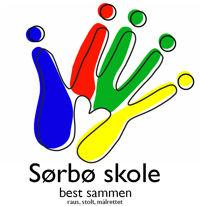 Sørbø skole
best sammen
raus, stolt, målrettet